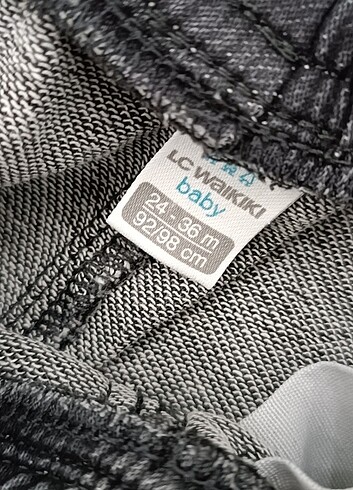 LC WAIKIKI
baby
24 - 36 m
92/98 cm